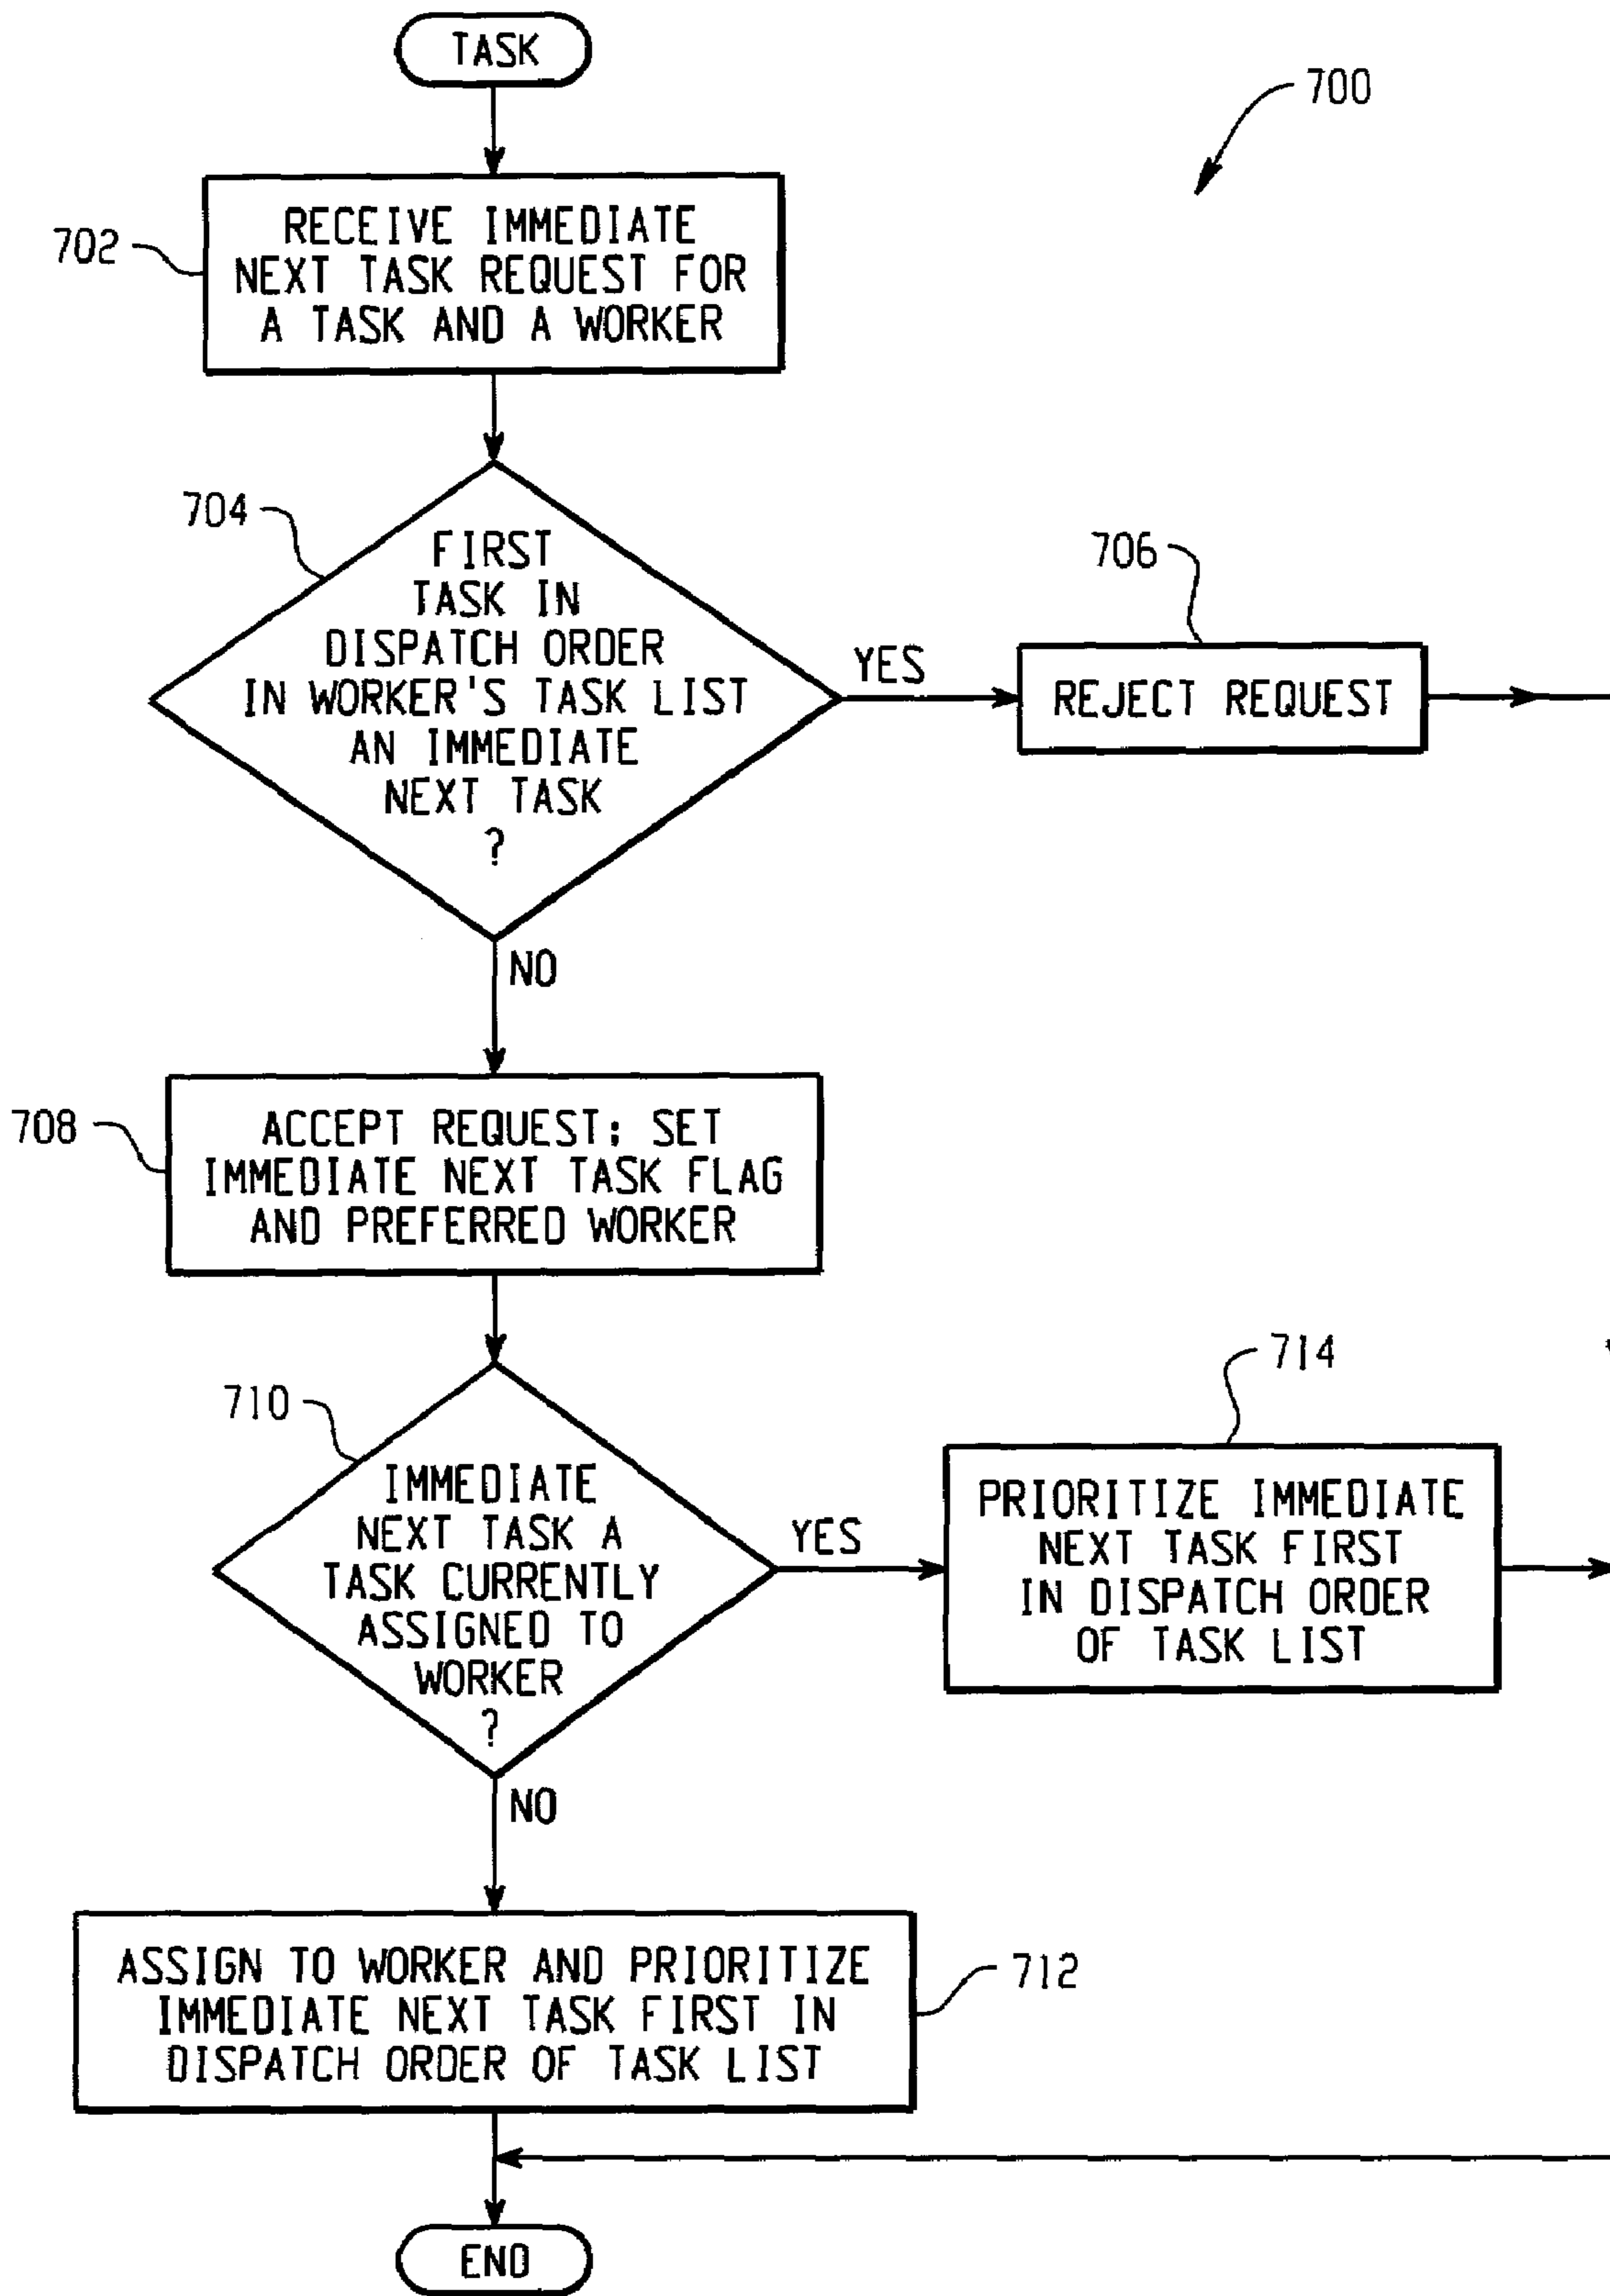 TASK
700
702
RECEIVE IMMEDIATE
NEXT TASK REQUEST FOR
A TASK AND A WORKER
704
FIRST
TASK IN
DISPATCH ORDER
IN WORKER'S TASK LIST
AN IMMEDIATE
NEXT TASK
?
YES
706
REJECT REQUEST
NO
708
ACCEPT REQUEST; SET
IMMEDIATE NEXT TASK FLAG
AND PREFERRED WORKER
710
IMMEDIATE
NEXT TASK A
TASK CURRENTLY
ASSIGNED TO
WORKER
?
YES
714
PRIORITIZE IMMEDIATE
NEXT TASK FIRST
IN DISPATCH ORDER
OF TASK LIST
NO
ASSIGN TO WORKER AND PRIORITIZE
IMMEDIATE NEXT TASK FIRST IN
DISPATCH ORDER OF TASK LIST
712
END